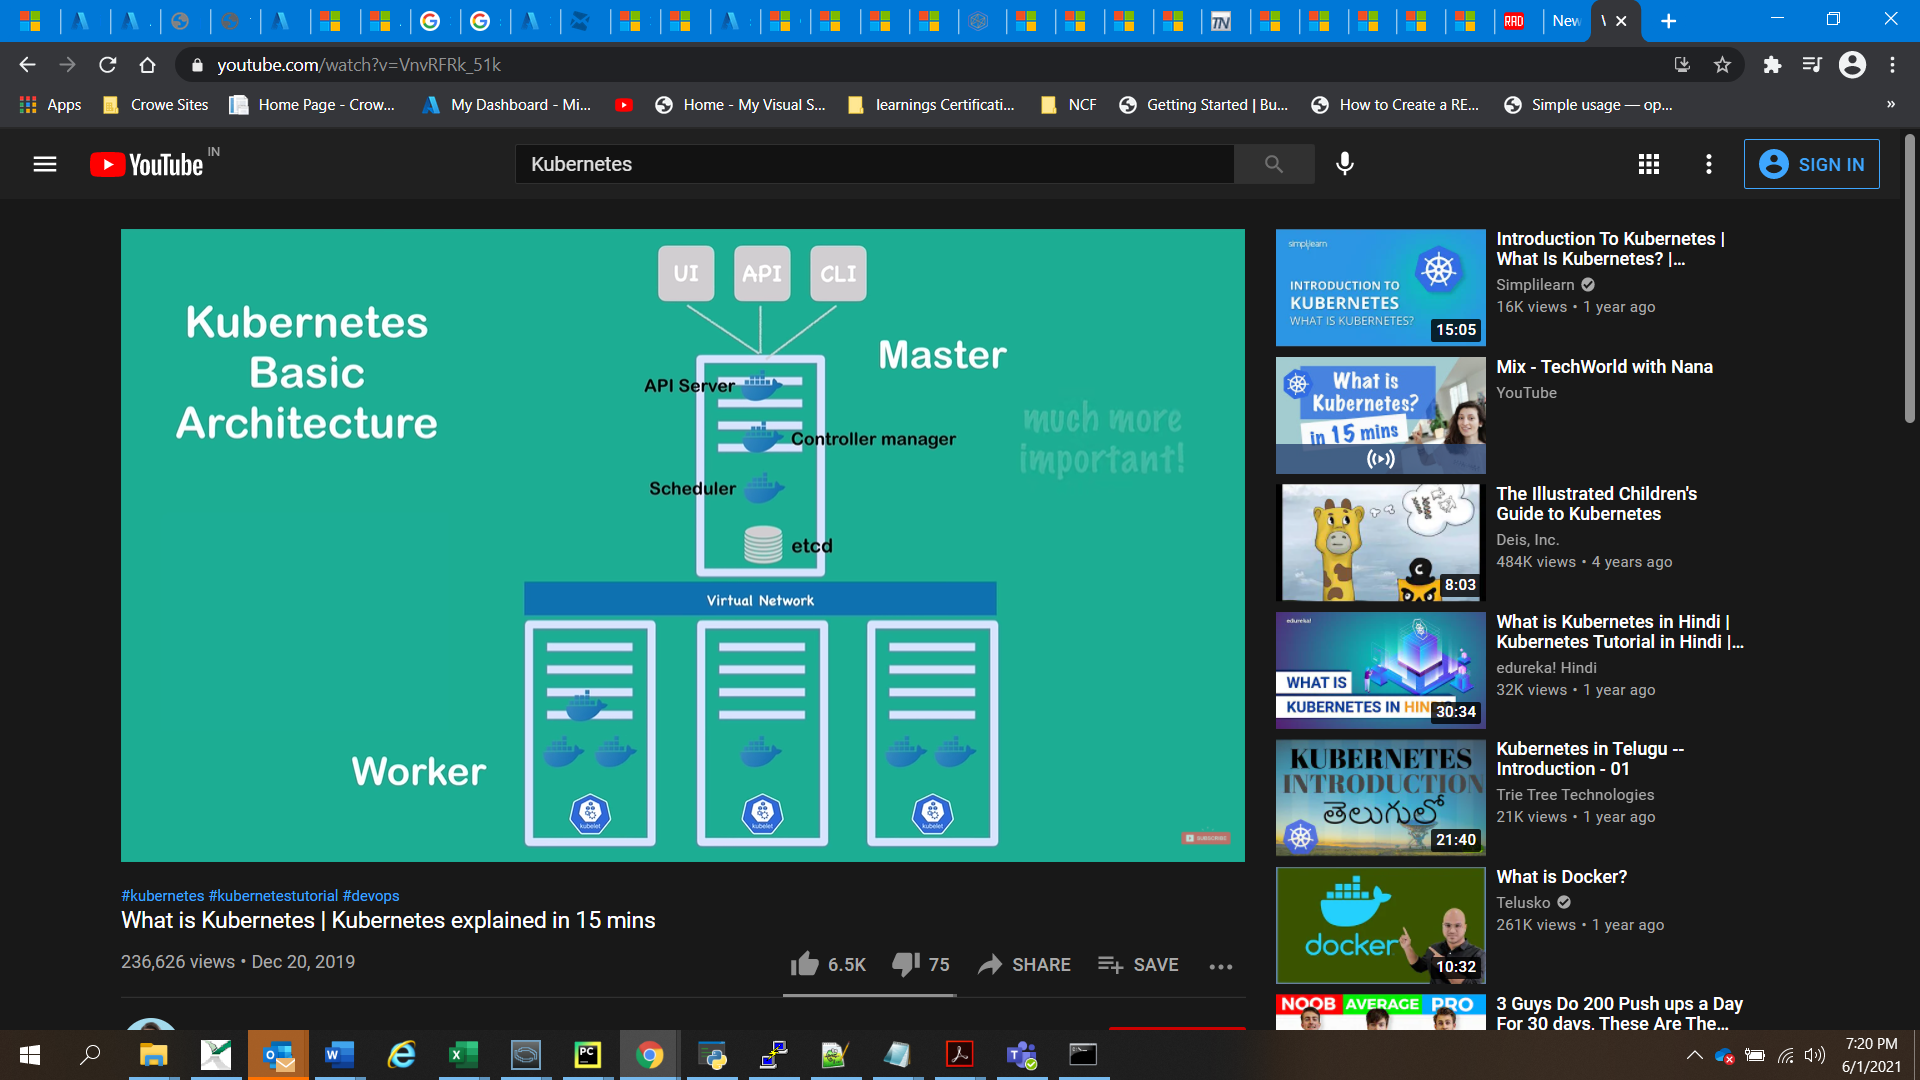 TN
RAD
New
youtube.com/watch?v=VnvRFRk_51k
Apps
Crowe Sites
Home Page - Crow...
My Dashboard - Mi...
Home - My Visual S...
learnings Certificati...
NCF
Getting Started | Bu...
How to Create a RE...
Simple usage — op...
»
YouTube IN
Kubernetes
SIGN IN
UI
API
CLI
Kubernetes
Basic
Architecture
Master
API Server
Controller manager
much more
important!
Scheduler
etcd
Virtual Network
Worker
kubelet
kubelet
kubelet
SUBSCRIBE
#kubernetes #kubernetestutorial #devops
What is Kubernetes | Kubernetes explained in 15 mins
236,626 views • Dec 20, 2019
6.5K
75
SHARE
SAVE
simplilearn
INTRODUCTION TO
KUBERNETES
WHAT IS KUBERNETES?
15:05
Introduction To Kubernetes |
What Is Kubernetes? |...
Simplilearn
16K views • 1 year ago
What is
Kubernetes?
in 15 mins
Mix - TechWorld with Nana
YouTube
C
8:03
The Illustrated Children's
Guide to Kubernetes
Deis, Inc.
484K views • 4 years ago
edureka!
WHAT IS
KUBERNETES IN HIN
30:34
What is Kubernetes in Hindi |
Kubernetes Tutorial in Hindi |...
edureka! Hindi
32K views • 1 year ago
KUBERNETES
INTRODUCTION
తెలుగులో
21:40
Kubernetes in Telugu --
Introduction - 01
Trie Tree Technologies
21K views • 1 year ago
docker
10:32
What is Docker?
Telusko
261K views • 1 year ago
NOOB AVERAGE PRO
3 Guys Do 200 Push ups a Day
For 30 days, These Are The...
7:20 PM
6/1/2021